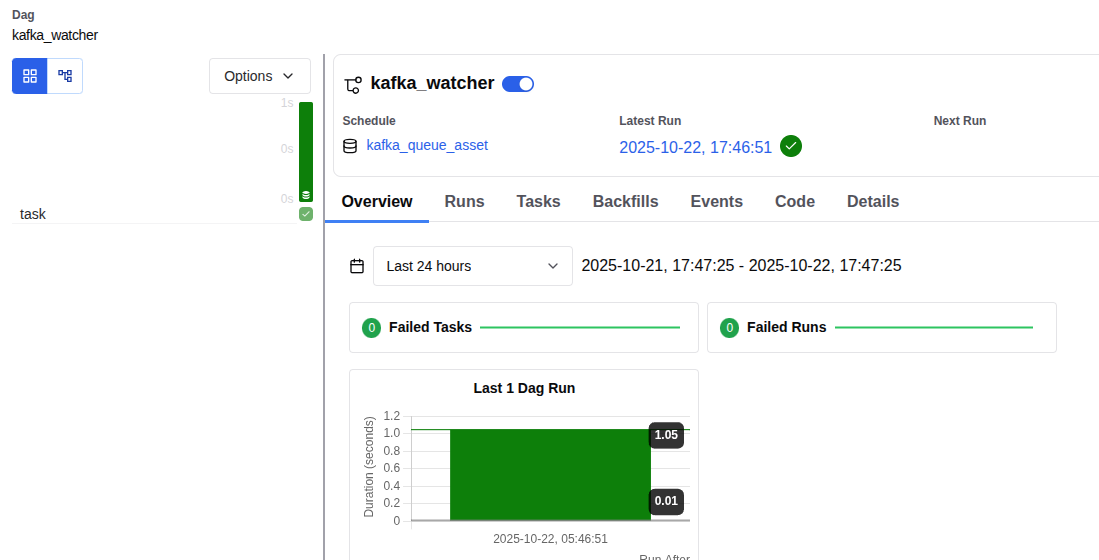 Dag
kafka_watcher
Options
1s
0s
0s
task
kafka_watcher
Schedule
Latest Run
Next Run
kafka_queue_asset
2025-10-22, 17:46:51
Overview
Runs
Tasks
Backfills
Events
Code
Details
Last 24 hours
2025-10-21, 17:47:25 - 2025-10-22, 17:47:25
0 Failed Tasks
0 Failed Runs
Last 1 Dag Run
Duration (seconds)
1.2
1.0
0.8
0.6
0.4
0.2
0
1.05
0.01
2025-10-22, 05:46:51
Run After